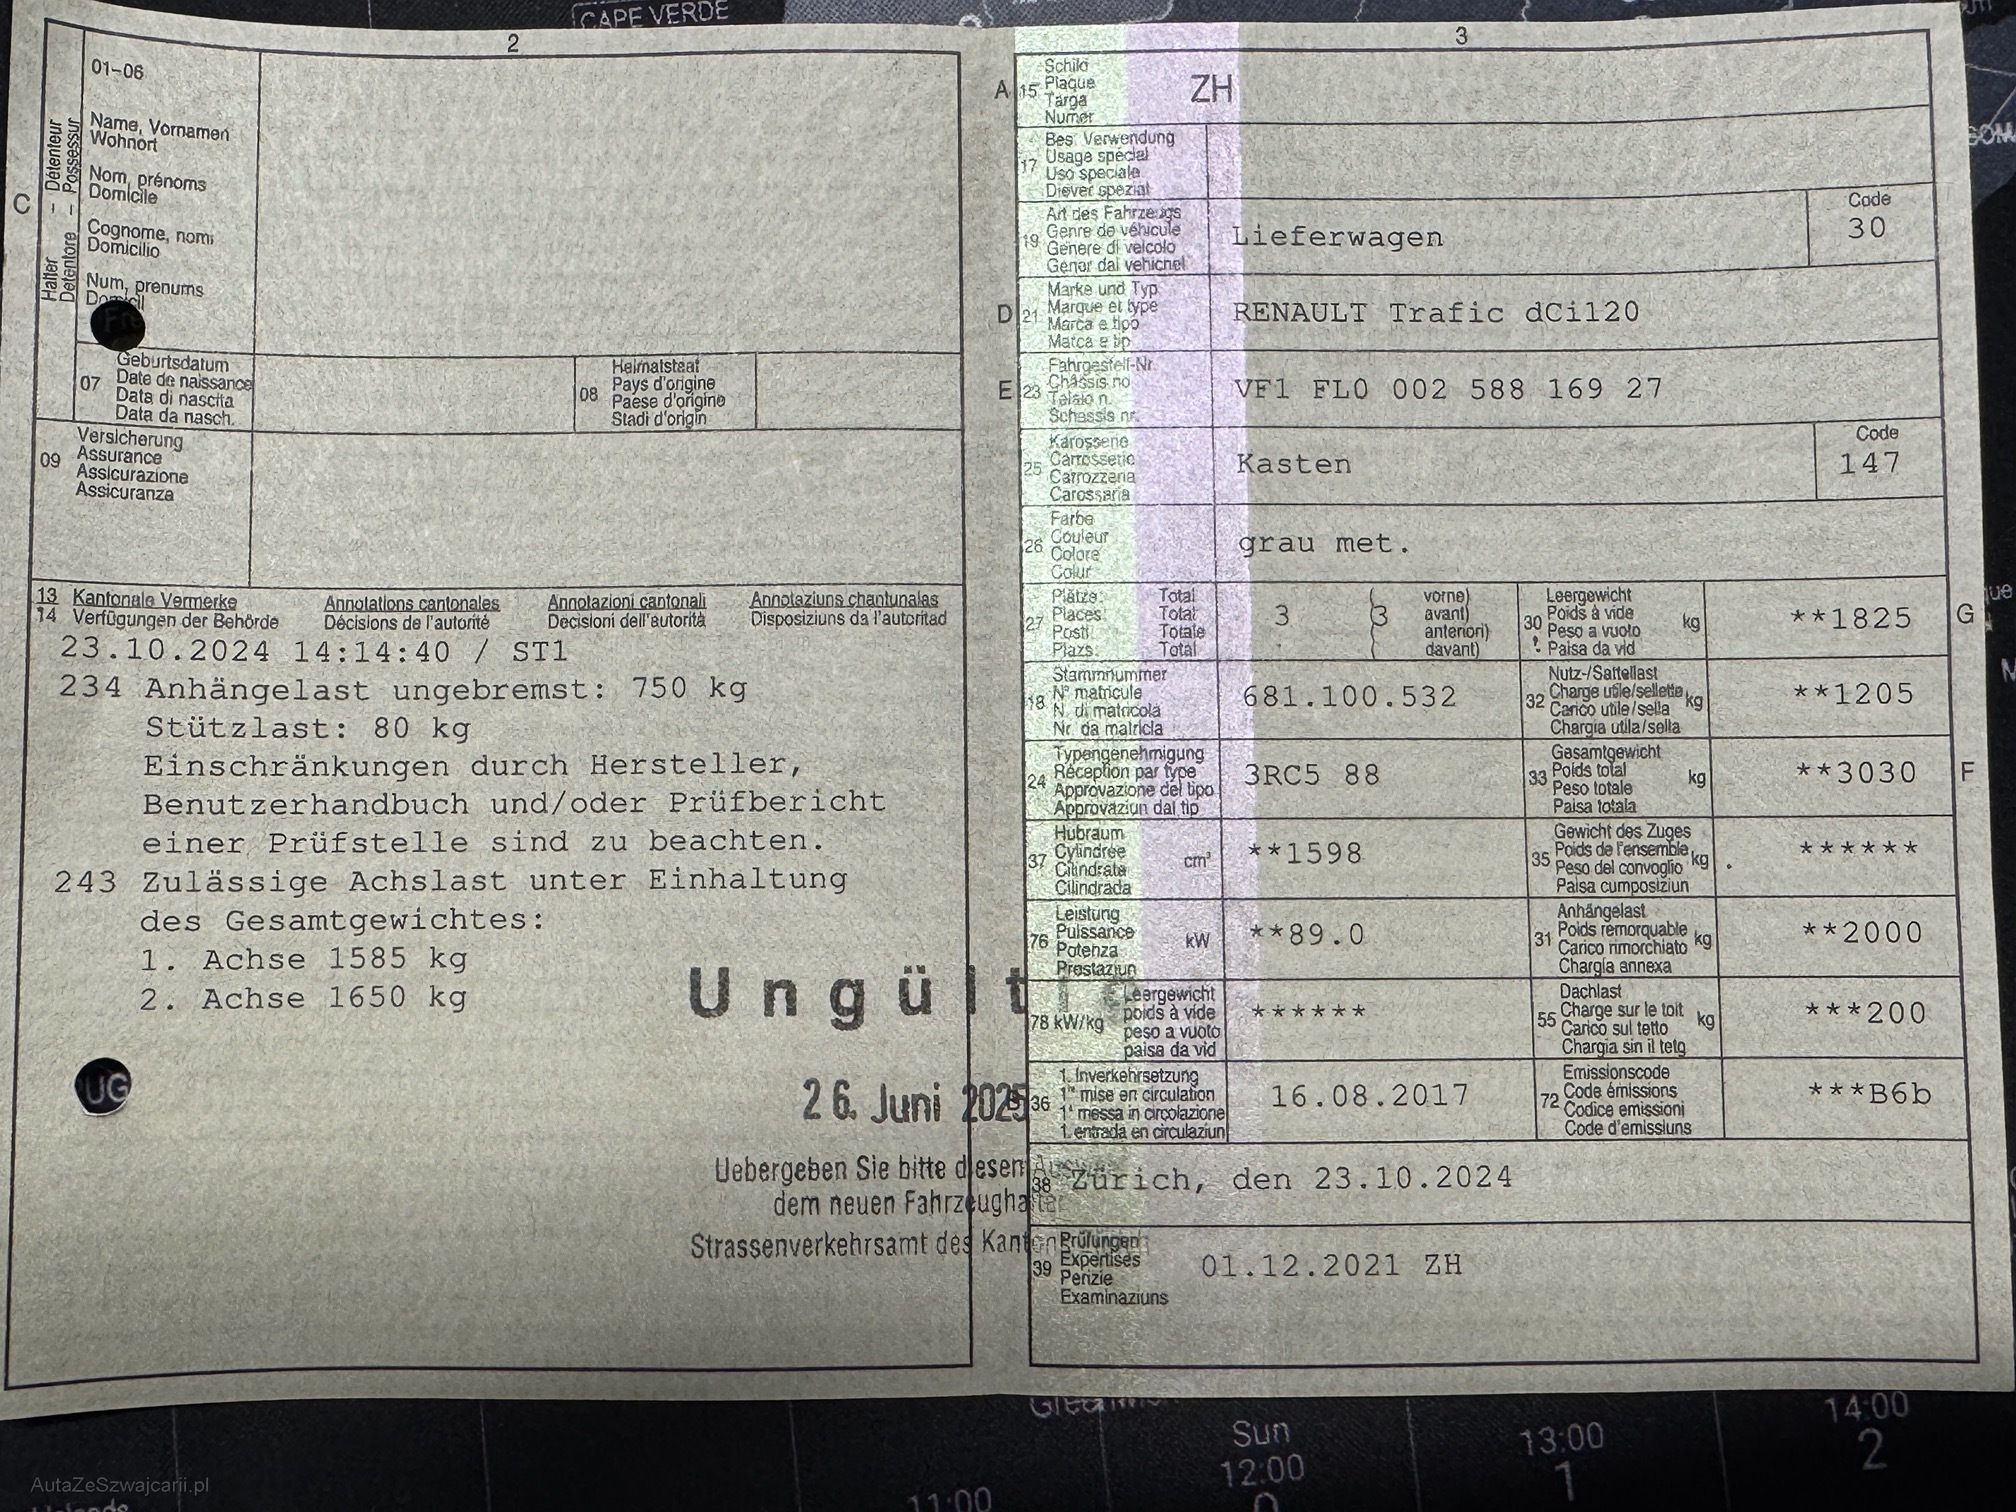 CAPE VERDE
2
C
Halter – Détenteur
Detentore – Possessur
01–06
Name, Vornamen
Wohnort
Nom, prénoms
Domicile
Cognome, nomi
Domicilio
Num, prenums
Domicil
07
Geburtsdatum
Date de naissance
Data di nascita
Data da nasch.
08
Heimatstaat
Pays d'origine
Paese d'origine
Stadi d'origin
09
Versicherung
Assurance
Assicurazione
Assicuranza
13 Kantonale Vermerke Annotations cantonales Annotazioni cantonali Annotaziuns chantunalas
14 Verfügungen der Behörde Décisions de l'autorité Decisioni dell'autorità Disposiziuns da l'autoritad
23.10.2024 14:14:40 / ST1
234 Anhängelast ungebremst: 750 kg
Stützlast: 80 kg
Einschränkungen durch Hersteller,
Benutzerhandbuch und/oder Prüfbericht
einer Prüfstelle sind zu beachten.
243 Zulässige Achslast unter Einhaltung
des Gesamtgewichtes:
1. Achse 1585 kg
2. Achse 1650 kg
Ungült
26. Juni 2025
Uebergeben Sie bitte diesen
dem neuen Fahrzeughalter
Strassenverkehrsamt des Kanton
UG
3
A
15
Schild
Plaque
Targa
Numer
ZH
17
Bes. Verwendung
Usage spécial
Uso speciale
Diever spezial
19
Art des Fahrzeugs
Genre de véhicule
Genere di veicolo
Gener dal vehichel
Lieferwagen
Code
30
D
21
Marke und Typ
Marque et type
Marca e tipo
Marca e tip
RENAULT Trafic dCi120
E
23
Fahrgestell-Nr.
Châssis no
Telaio n.
Schassis nr.
VF1 FL0 002 588 169 27
25
Karosserie
Carrosserie
Carrozzeria
Carossaria
Kasten
Code
147
26
Farbe
Couleur
Colore
Colur
grau met.
27
Plätze: Total
Places: Total
Posti: Totale
Plazs: Total
3 (3
vorne)
avant)
anteriori)
davant)
30
Leergewicht
Poids à vide
Peso a vuoto
Paisa da vid
kg
**1825
G
18
Stammnummer
N° matricule
N. di matricola
Nr. da matricla
681.100.532
32
Nutz-/Sattellast
Charge utile/sellette
Carico utile/sella
Chargia utila/sella
kg
**1205
24
Typengenehmigung
Réception par type
Approvazione del tipo
Approvaziun dal tip
3RC5 88
33
Gesamtgewicht
Poids total
Peso totale
Paisa totala
kg
**3030
F
37
Hubraum
Cylindrée
Cilindrata
Cilindrada
cm³
**1598
35
Gewicht des Zuges
Poids de l'ensemble
Peso del convoglio
Paisa cumposiziun
kg
******
76
Leistung
Puissance
Potenza
Prestaziun
kW
**89.0
31
Anhängelast
Poids remorquable
Carico rimorchiato
Chargia annexa
kg
**2000
78 kW/kg
Leergewicht
poids à vide
peso a vuoto
paisa da vid
******
55
Dachlast
Charge sur le toit
Carico sul tetto
Chargia sin il tetg
kg
***200
36
1. Inverkehrsetzung
1re mise en circulation
1a messa in circolazione
1. entrada en circulaziun
16.08.2017
72
Emissionscode
Code émissions
Codice emissioni
Code d'emissiuns
***B6b
38
Zürich, den 23.10.2024
39
Prüfungen
Expertises
Perizie
Examinaziuns
01.12.2021 ZH
Sun
11:00
12:00
0
13:00
1
14:00
2
AutaZeSzwajcarii.pl